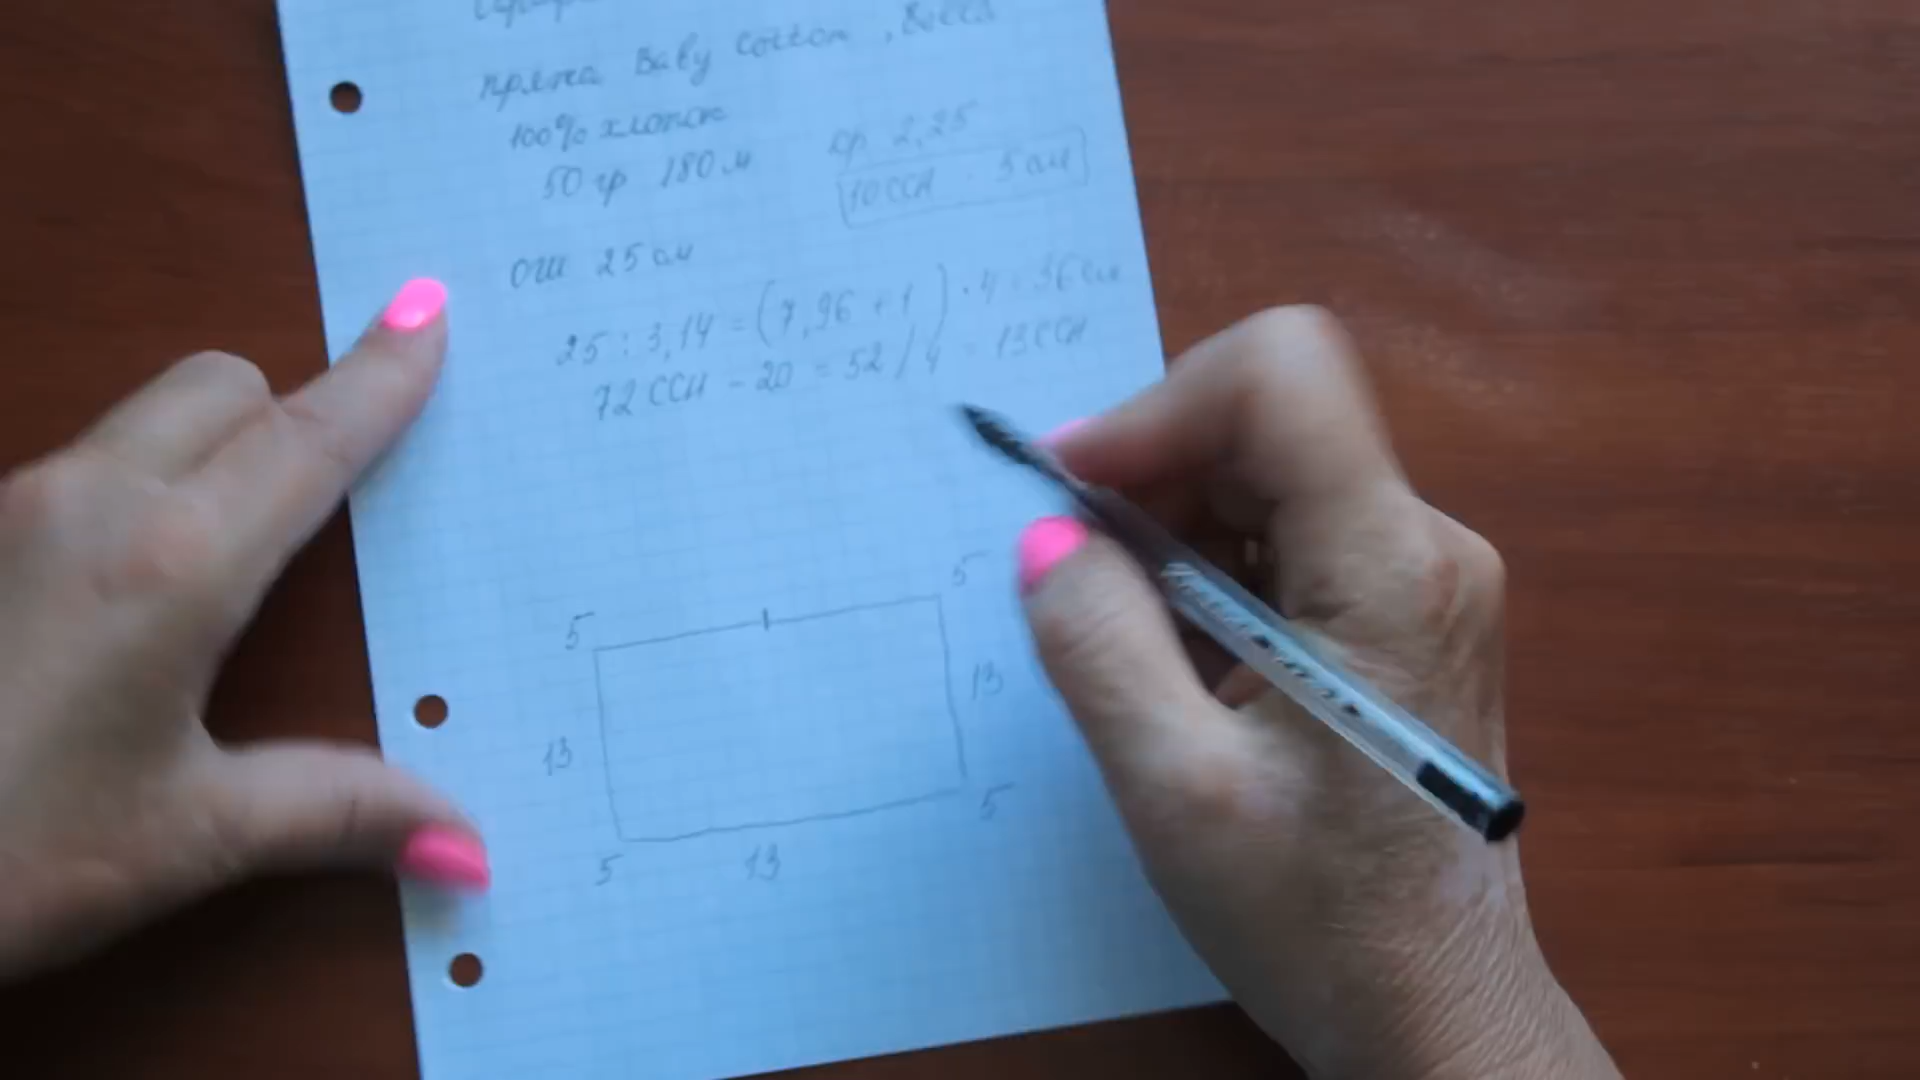 пряжа Baby Cotton,
100% хлопок
50 гр 180 м
кр 2,25
10 ССН - 5 см
ОШ 25 см
25 : 3,14 = (7,96 + 1) · 4 = 36 см
72 ССН - 20 = 52 / 4 = 13 ССН
5 5
13 13
5 13 5